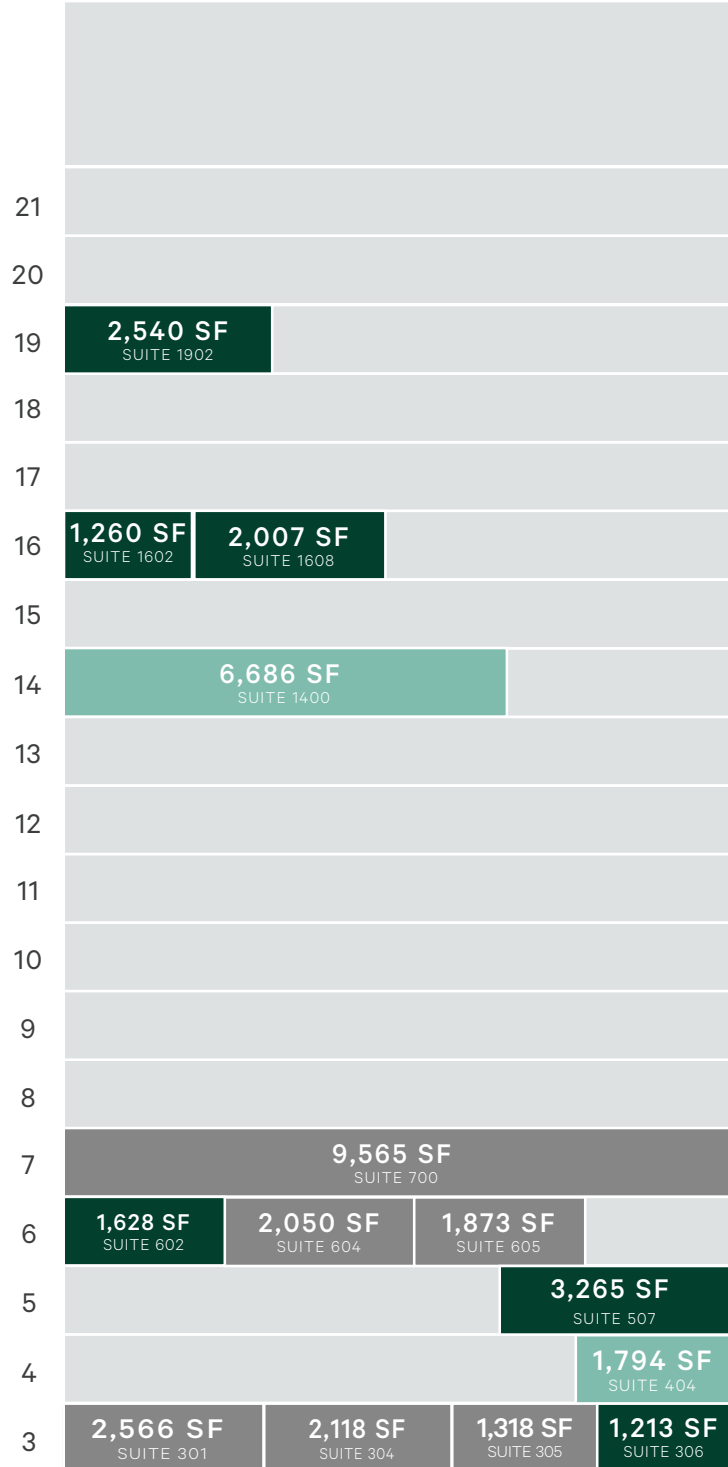 21
20
19
2,540 SF
SUITE 1902
18
17
16
1,260 SF
SUITE 1602
2,007 SF
SUITE 1608
15
14
6,686 SF
SUITE 1400
13
12
11
10
9
8
7
9,565 SF
SUITE 700
6
1,628 SF
SUITE 602
2,050 SF
SUITE 604
1,873 SF
SUITE 605
5
3,265 SF
SUITE 507
4
1,794 SF
SUITE 404
3
2,566 SF
SUITE 301
2,118 SF
SUITE 304
1,318 SF
SUITE 305
1,213 SF
SUITE 306